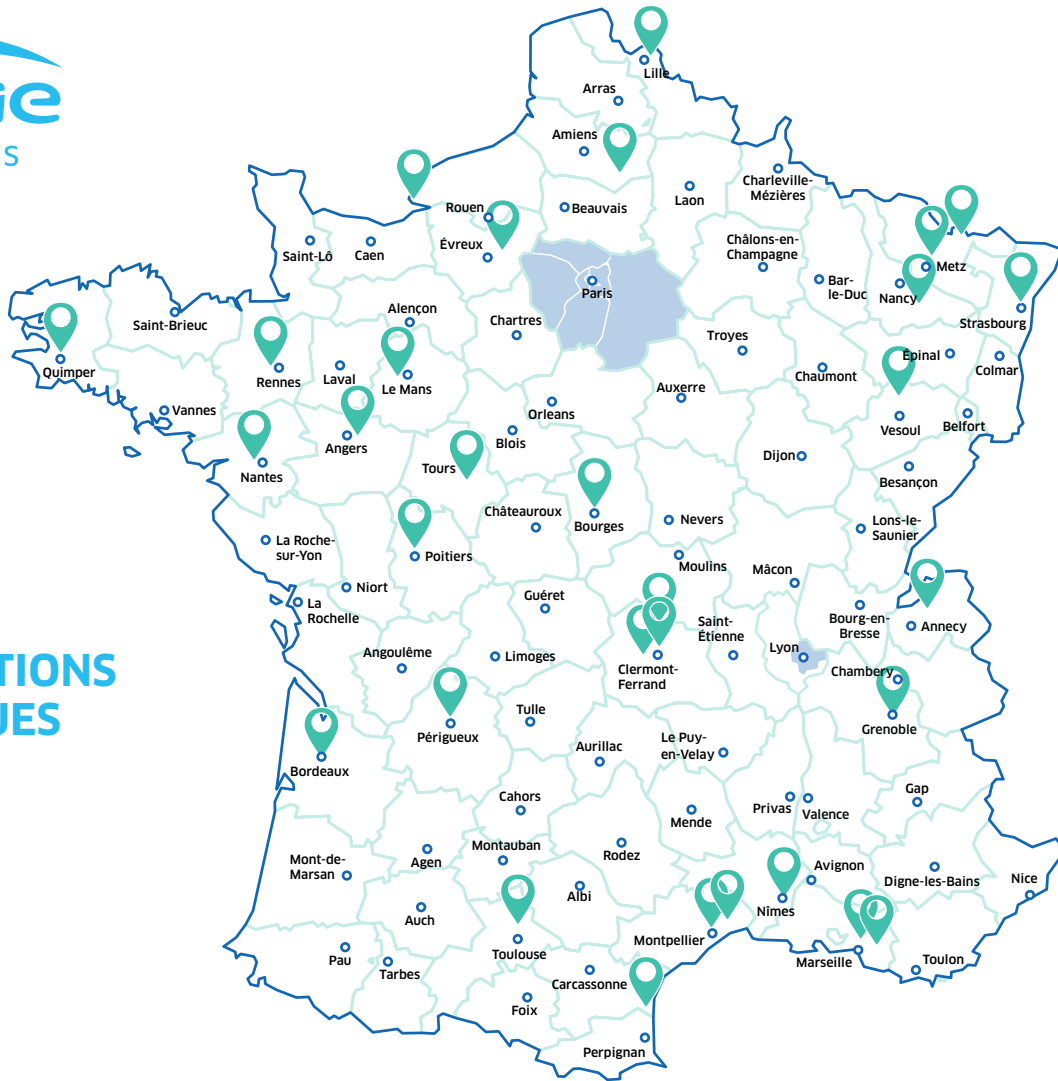 S
TIONS
UES
Lille
Arras
Amiens
Charleville-
Mézières
Laon
Beauvais
Rouen
Évreux
Saint-Lô
Caen
Châlons-en-
Champagne
Bar-
le-Duc
Metz
Nancy
Strasbourg
Paris
Alençon
Chartres
Troyes
Saint-Brieuc
Quimper
Rennes
Laval
Le Mans
Chaumont
Épinal
Colmar
Auxerre
Orleans
Vannes
Blois
Angers
Vesoul
Belfort
Nantes
Tours
Dijon
Besançon
Châteauroux
Bourges
Nevers
Lons-le-
Saunier
La Roche-
sur-Yon
Poitiers
Moulins
Mâcon
Niort
Guéret
La
Rochelle
Saint-
Étienne
Bourg-en-
Bresse
Annecy
Angoulême
Limoges
Clermont-
Ferrand
Lyon
Chambery
Tulle
Périgueux
Grenoble
Aurillac
Le Puy-
en-Velay
Bordeaux
Cahors
Privas
Valence
Gap
Mende
Montauban
Rodez
Agen
Mont-de-
Marsan
Avignon
Digne-les-Bains
Nice
Albi
Nîmes
Auch
Montpellier
Toulouse
Pau
Tarbes
Carcassonne
Marseille
Toulon
Foix
Perpignan